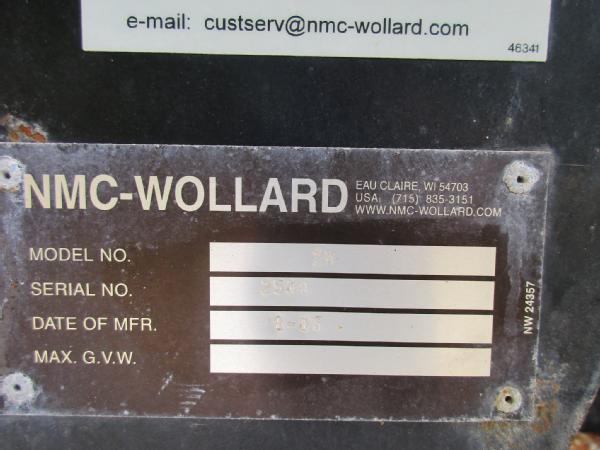 e-mail: custserv@nmc-wollard.com
46341
NMC-WOLLARD
EAU CLAIRE, WI 54703
USA. (715) 835-3151
WWW.NMC-WOLLARD.COM
MODEL NO.
SERIAL NO.
DATE OF MFR.
MAX. G.V.W.
NW 24357